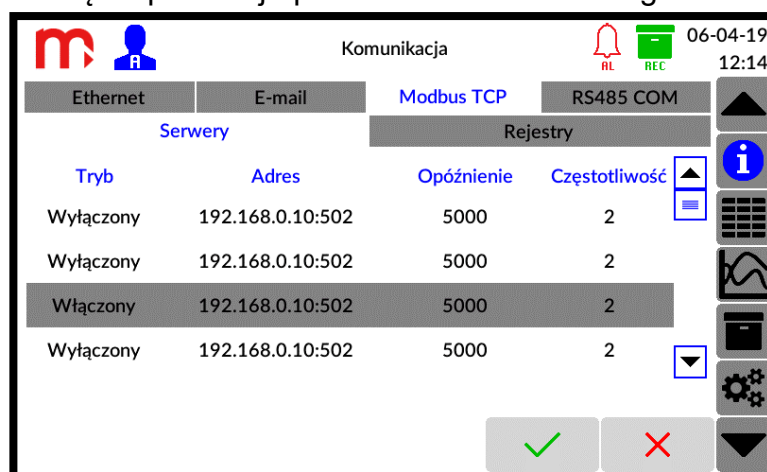 06-04-19
Komunikacja
A
AL
REC
12:14
Ethernet E-mail Modbus TCP RS485 COM
Serwery Rejestry
Tryb Adres Opóźnienie Częstotliwość
Wyłączony 192.168.0.10:502 5000 2
Wyłączony 192.168.0.10:502 5000 2
Włączony 192.168.0.10:502 5000 2
Wyłączony 192.168.0.10:502 5000 2